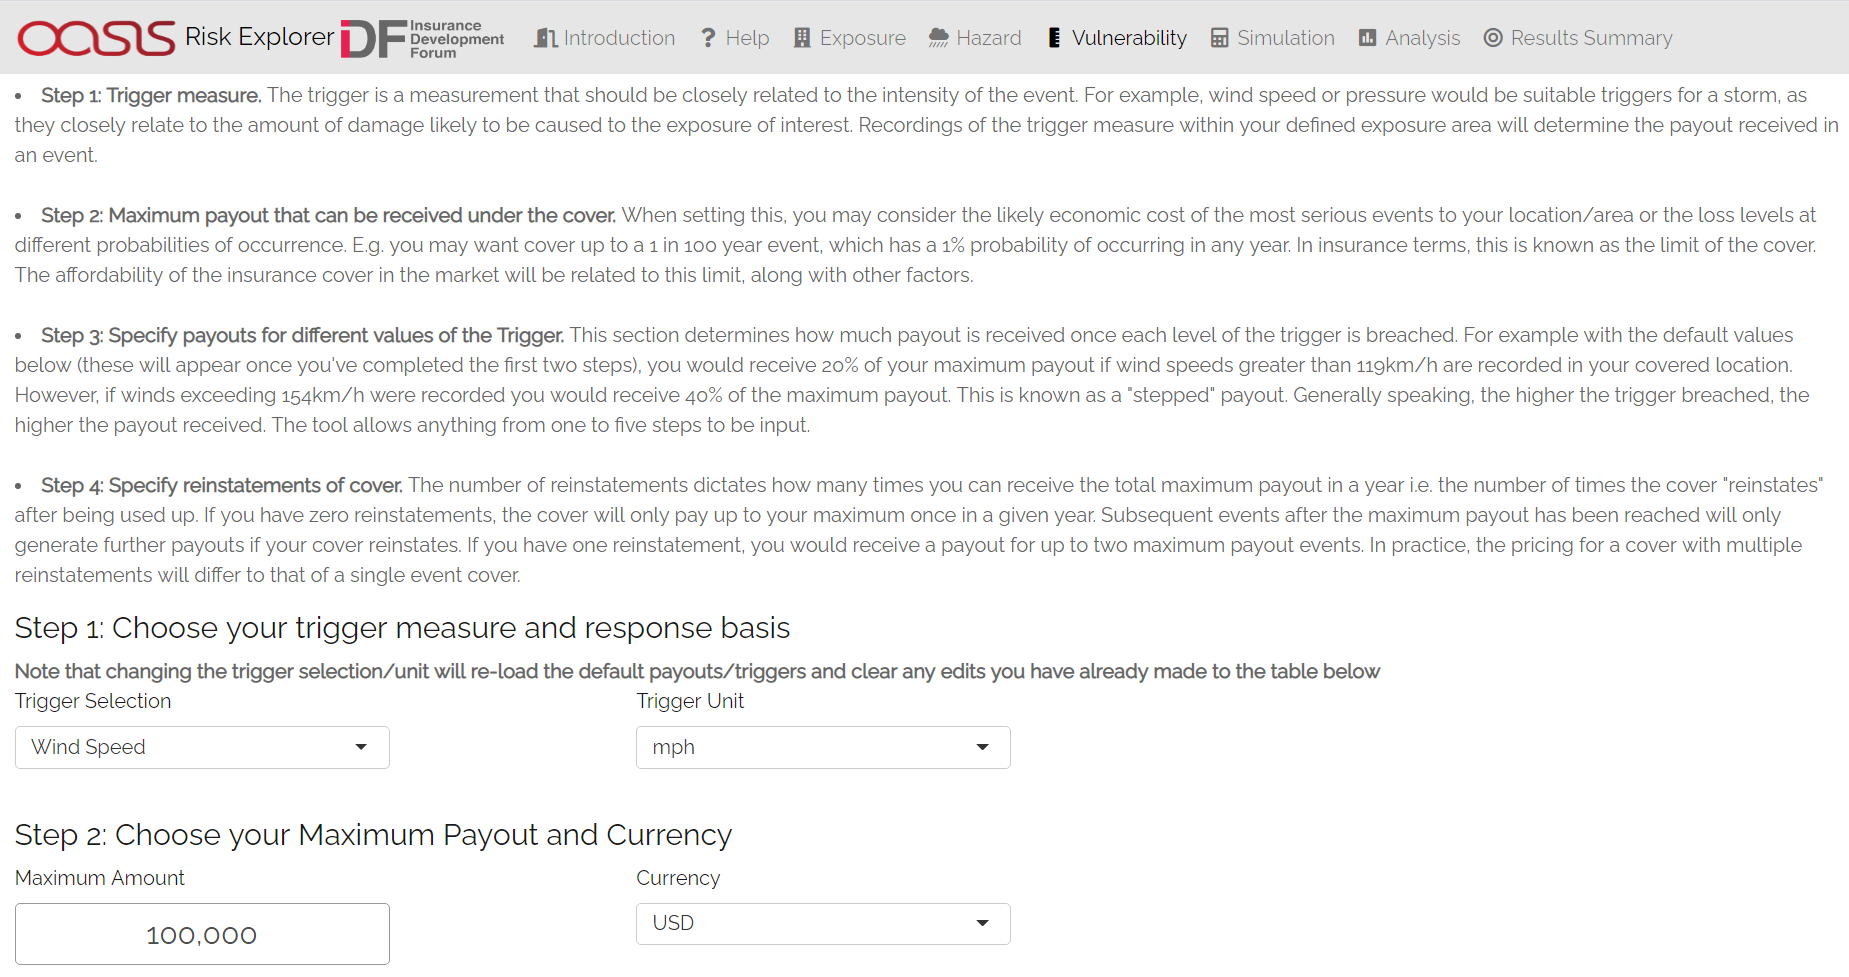 OASIS Risk Explorer IDF Insurance Development Forum Introduction ? Help Exposure Hazard Vulnerability Simulation Analysis Results Summary
• Step 1: Trigger measure. The trigger is a measurement that should be closely related to the intensity of the event. For example, wind speed or pressure would be suitable triggers for a storm, as
they closely relate to the amount of damage likely to be caused to the exposure of interest. Recordings of the trigger measure within your defined exposure area will determine the payout received in
an event.
• Step 2: Maximum payout that can be received under the cover. When setting this, you may consider the likely economic cost of the most serious events to your location/area or the loss levels at
different probabilities of occurrence. E.g. you may want cover up to a 1 in 100 year event, which has a 1% probability of occurring in any year. In insurance terms, this is known as the limit of the cover.
The affordability of the insurance cover in the market will be related to this limit, along with other factors.
• Step 3: Specify payouts for different values of the Trigger. This section determines how much payout is received once each level of the trigger is breached. For example with the default values
below (these will appear once you've completed the first two steps), you would receive 20% of your maximum payout if wind speeds greater than 119km/h are recorded in your covered location.
However, if winds exceeding 154km/h were recorded you would receive 40% of the maximum payout. This is known as a "stepped" payout. Generally speaking, the higher the trigger breached, the
higher the payout received. The tool allows anything from one to five steps to be input.
• Step 4: Specify reinstatements of cover. The number of reinstatements dictates how many times you can receive the total maximum payout in a year i.e. the number of times the cover "reinstates"
after being used up. If you have zero reinstatements, the cover will only pay up to your maximum once in a given year. Subsequent events after the maximum payout has been reached will only
generate further payouts if your cover reinstates. If you have one reinstatement, you would receive a payout for up to two maximum payout events. In practice, the pricing for a cover with multiple
reinstatements will differ to that of a single event cover.
Step 1: Choose your trigger measure and response basis
Note that changing the trigger selection/unit will re-load the default payouts/triggers and clear any edits you have already made to the table below
Trigger Selection Trigger Unit
Wind Speed mph
Step 2: Choose your Maximum Payout and Currency
Maximum Amount Currency
100,000 USD